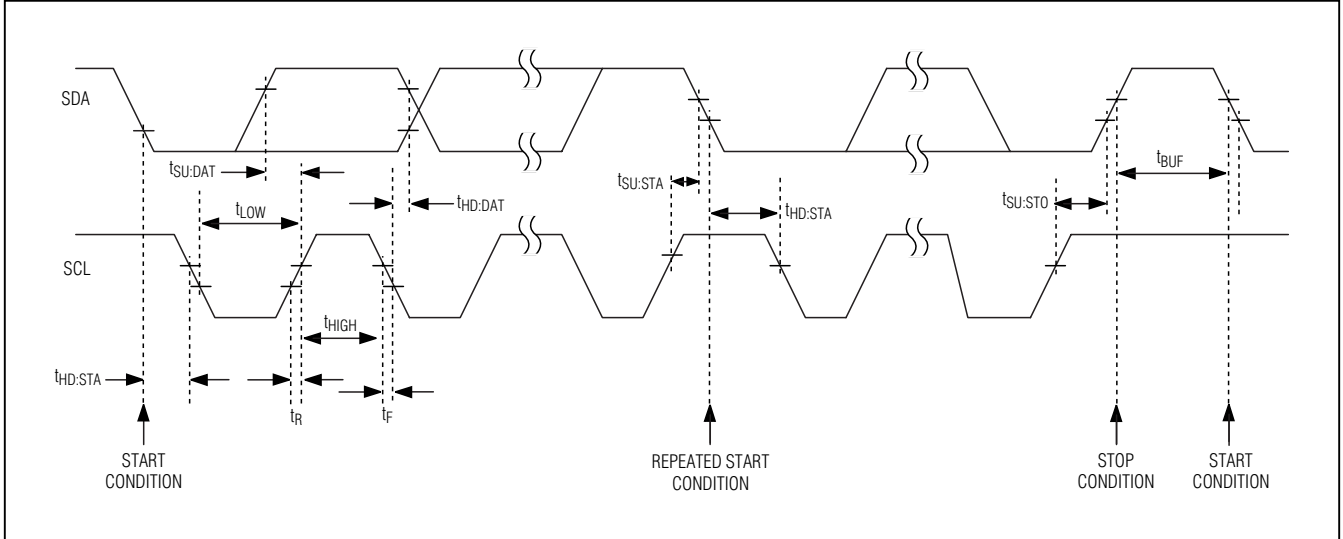 SDA
tSU:DAT
tLOW
tHD:DAT
tSU:STA
tHD:STA
tSU:STO
tBUF
SCL
tHIGH
tHD:STA
tR
tF
START
CONDITION
REPEATED START
CONDITION
STOP
CONDITION
START
CONDITION